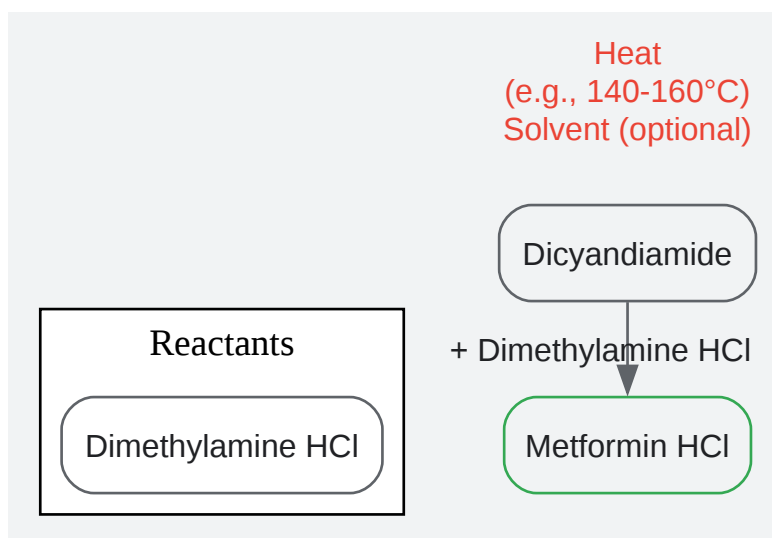 Heat
(e.g., 140-160°C)
Solvent (optional)
Dicyandiamide
Reactants
+ Dimethylamine HCl
Dimethylamine HCl
Metformin HCl